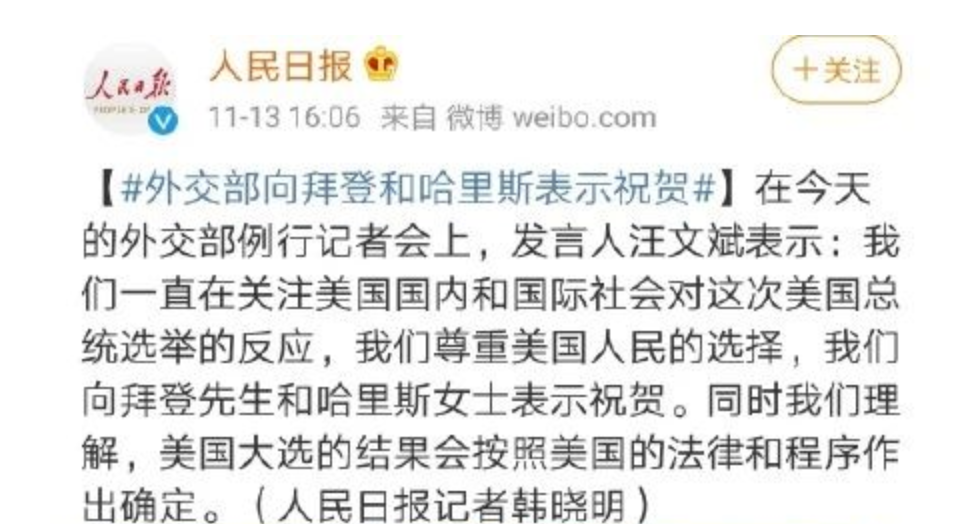 人民日报
人民日报
11-13 16:06 来自 微博 weibo.com
+关注
【#外交部向拜登和哈里斯表示祝贺#】在今天
的外交部例行记者会上，发言人汪文斌表示：我
们一直在关注美国国内和国际社会对这次美国总
统选举的反应，我们尊重美国人民的选择，我们
向拜登先生和哈里斯女士表示祝贺。同时我们理
解，美国大选的结果会按照美国的法律和程序作
出确定。（人民日报记者韩晓明）